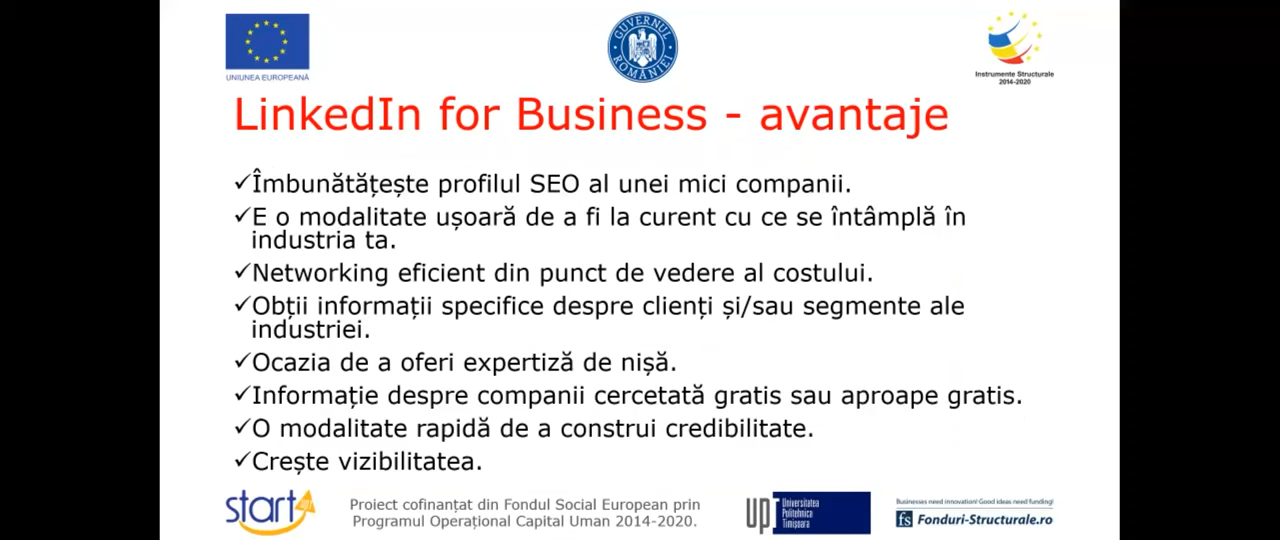 UNIUNEA EUROPEANĂ
GUVERNUL ROMÂNIEI
Instrumente Structurale
2014-2020
LinkedIn for Business - avantaje
✓Îmbunătățește profilul SEO al unei mici companii.
✓E o modalitate ușoară de a fi la curent cu ce se întâmplă în
industria ta.
✓Networking eficient din punct de vedere al costului.
✓Obții informații specifice despre clienți și/sau segmente ale
industriei.
✓Ocazia de a oferi expertiză de nișă.
✓Informație despre companii cercetată gratis sau aproape gratis.
✓O modalitate rapidă de a construi credibilitate.
✓Crește vizibilitatea.
start
Proiect cofinanțat din Fondul Social European prin
Programul Operațional Capital Uman 2014-2020.
UPT
Universitatea
Politehnica
Timișoara
Businesses need innovation! Good ideas need funding!
fs Fonduri-Structurale.ro